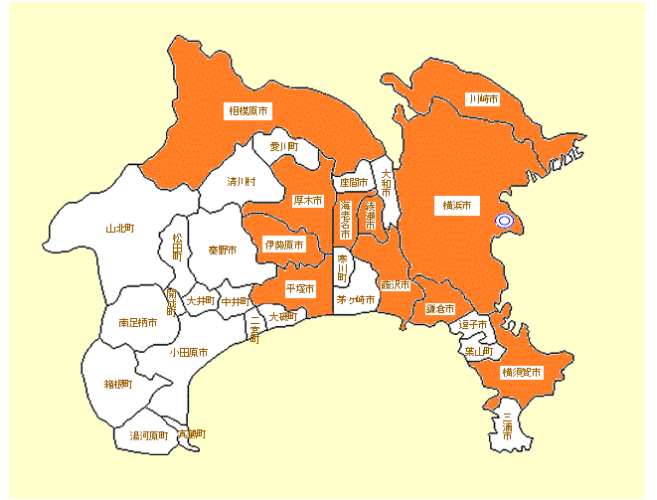 川崎市
相模原市
愛川町
座間市
大和市
清川村
厚木市
海老名市
綾瀬市
横浜市
山北町
松田町
秦野市
伊勢原市
寒川町
藤沢市
平塚市
開成町
大井町
中井町
茅ヶ崎市
鎌倉市
南足柄市
二宮町
大磯町
逗子市
小田原市
葉山町
横須賀市
箱根町
三浦市
湯河原町
真鶴町